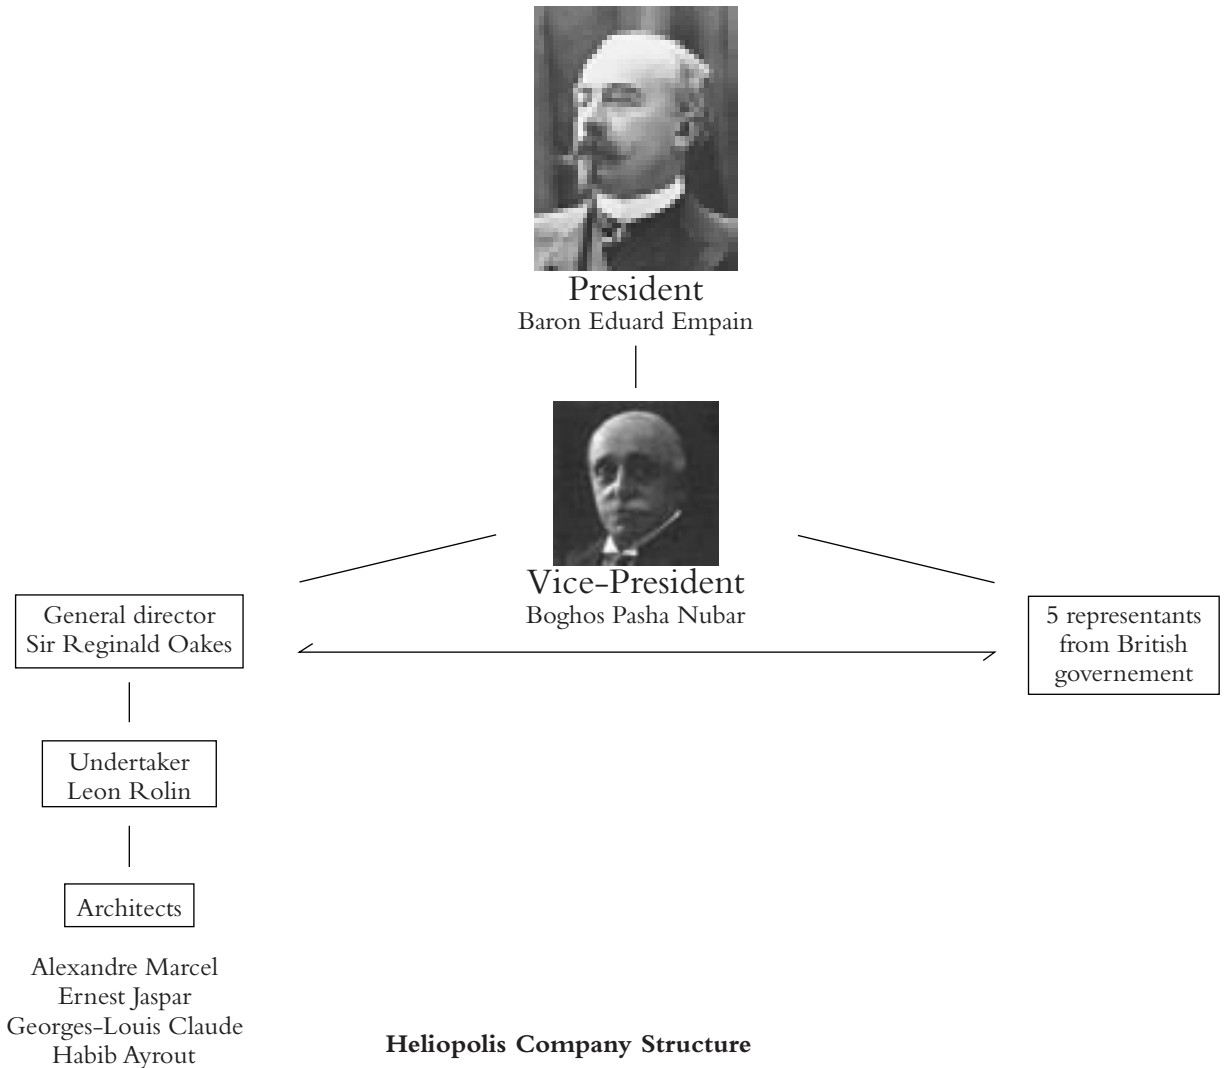 President
Baron Eduard Empain
Vice-President
Boghos Pasha Nubar
General director
Sir Reginald Oakes
5 representants
from British
governement
Undertaker
Leon Rolin
Architects
Alexandre Marcel
Ernest Jaspar
Georges-Louis Claude
Habib Ayrout
Heliopolis Company Structure